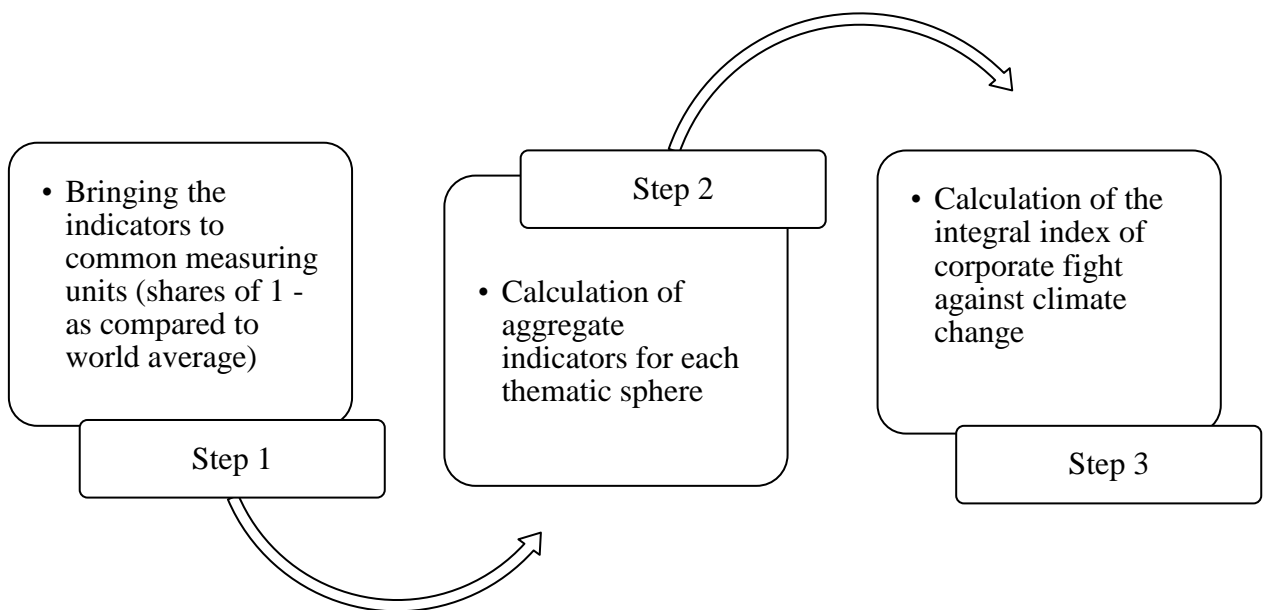 • Bringing the
indicators to
common measuring
units (shares of 1 -
as compared to
world average)
Step 1
Step 2
• Calculation of
aggregate
indicators for each
thematic sphere
• Calculation of the
integral index of
corporate fight
against climate
change
Step 3